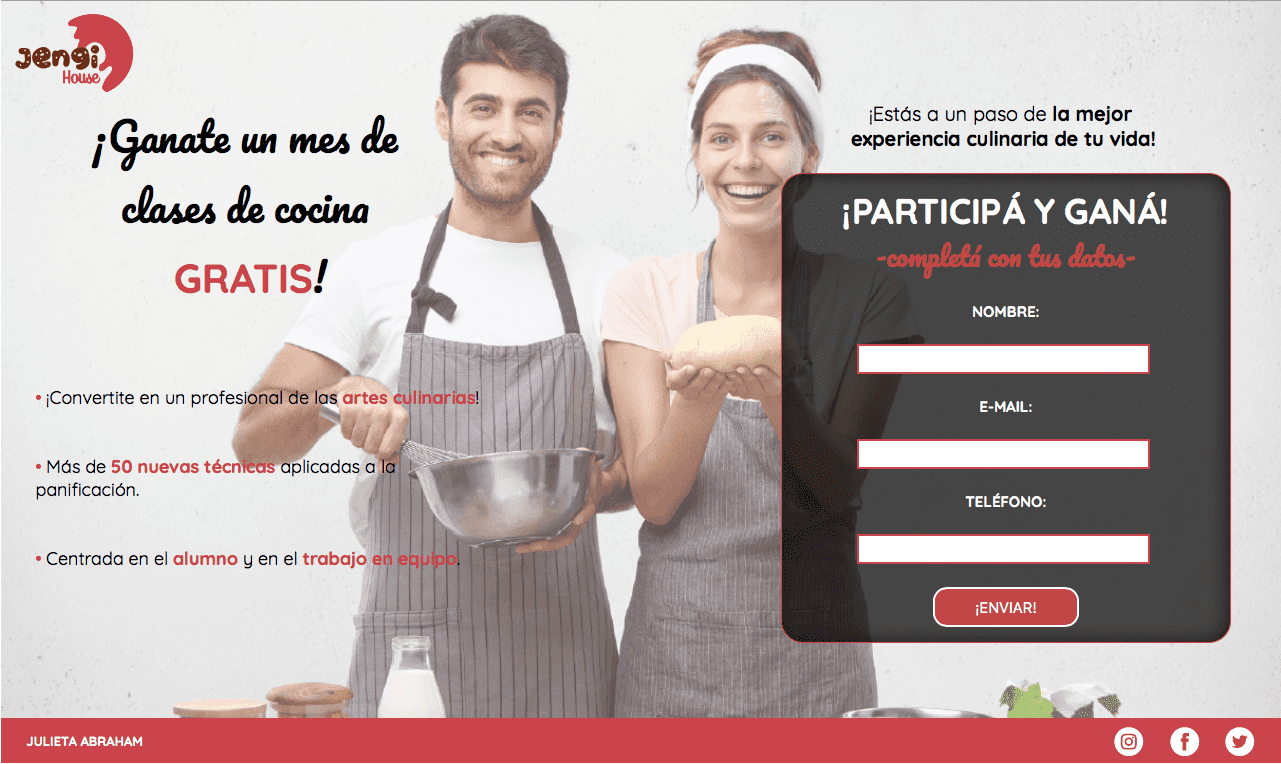 Jengi
House
¡Ganate un mes de
clases de cocina
GRATIS!
• ¡Convertite en un profesional de las artes culinarias!
• Más de 50 nuevas técnicas aplicadas a la
panificación.
• Centrada en el alumno y en el trabajo en equipo.
¡Estás a un paso de la mejor
experiencia culinaria de tu vida!
¡PARTICIPÁ Y GANÁ!
-completá con tus datos-
NOMBRE:
E-MAIL:
TELÉFONO:
¡ENVIAR!
JULIETA ABRAHAM